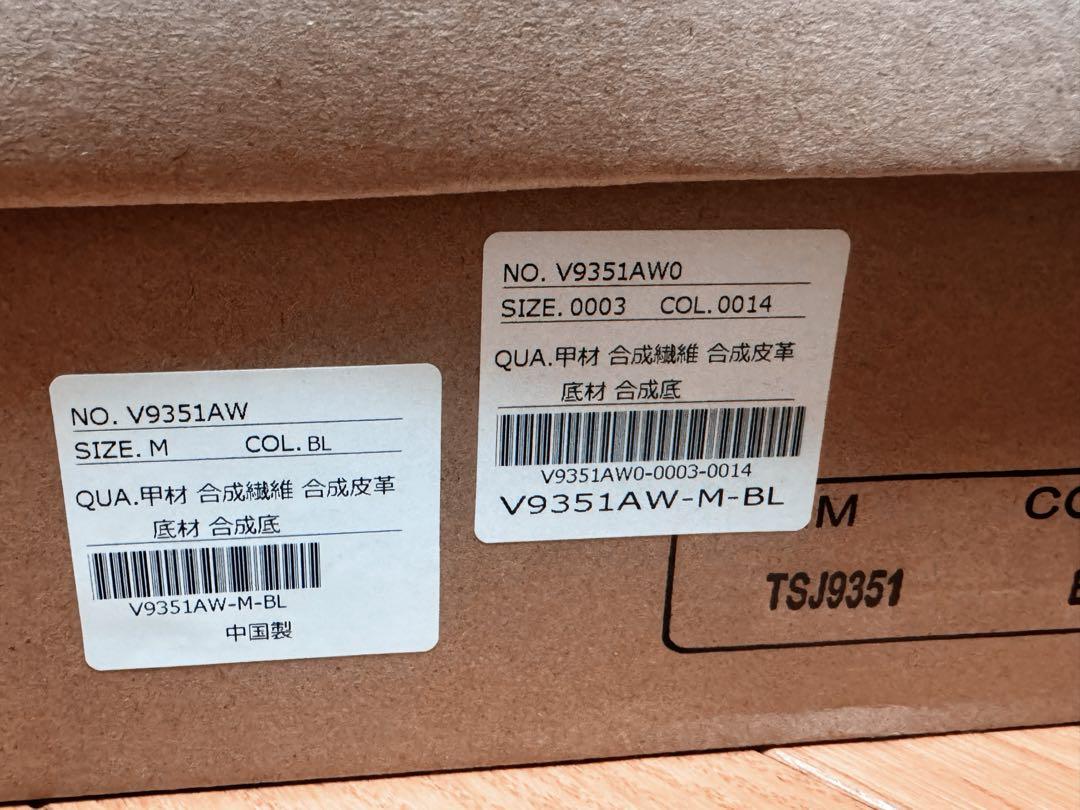 NO. V9351AW
SIZE. M COL. BL
QUA.甲材 合成繊維 合成皮革
底材 合成底
V9351AW-M-BL
中国製
NO. V9351AW0
SIZE. 0003 COL. 0014
QUA.甲材 合成繊維 合成皮革
底材 合成底
V9351AW0-0003-0014
V9351AW-M-BL
M CO
TSJ9351